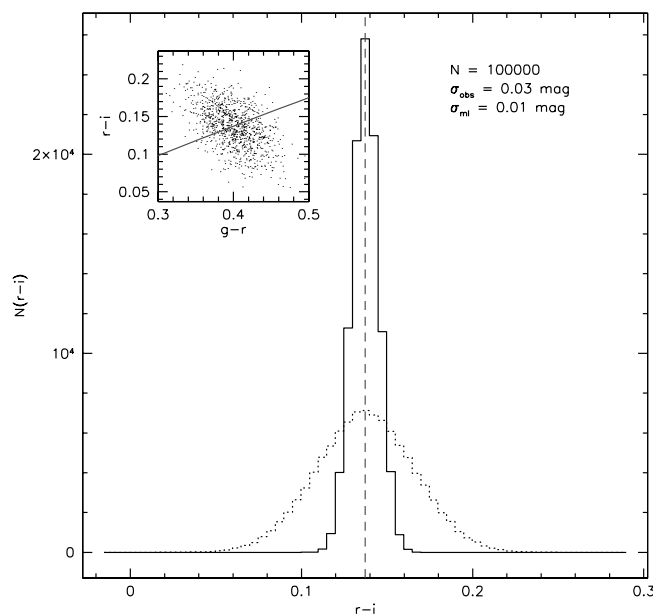 N = 100000
σobs = 0.03 mag
σml = 0.01 mag
0.2
0.15
0.1
0.05
r−i
0.3
0.4
0.5
g−r
2×10⁴
10⁴
0
N(r−i)
0
0.1
0.2
0.3
r−i